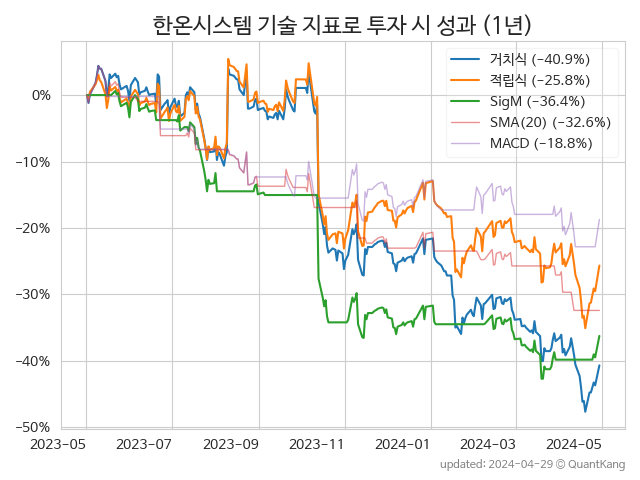 한온시스템 기술 지표로 투자 시 성과 (1년)
거치식 (−40.9%)
적립식 (−25.8%)
SigM (−36.4%)
SMA(20) (−32.6%)
MACD (−18.8%)
0%
−10%
−20%
−30%
−40%
−50%
2023-05 2023-07 2023-09 2023-11 2024-01 2024-03 2024-05
updated: 2024-04-29 © QuantKang